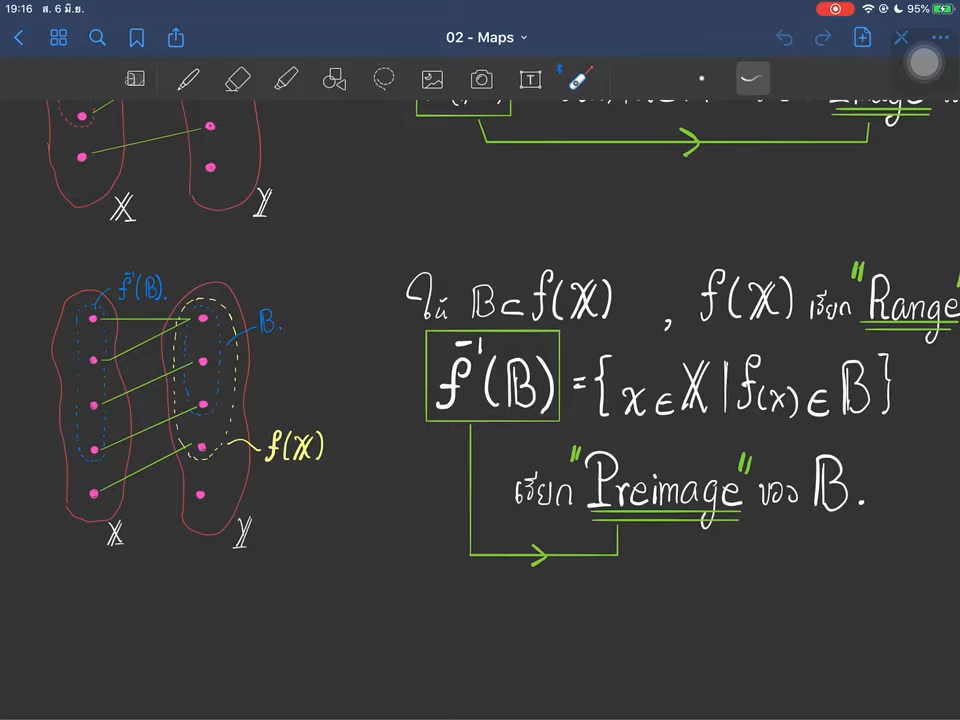 19:16 ส. 6 มิ.ย. 95%
02 - Maps
T
Image
X Y
f⁻¹(B).
B.
f(X)
X Y
ให้ B⊂f(X) , f(X) เรียก "Range"
f⁻¹(B) = {x∈X|f(x)∈B}
เรียก "Preimage" ของ B.